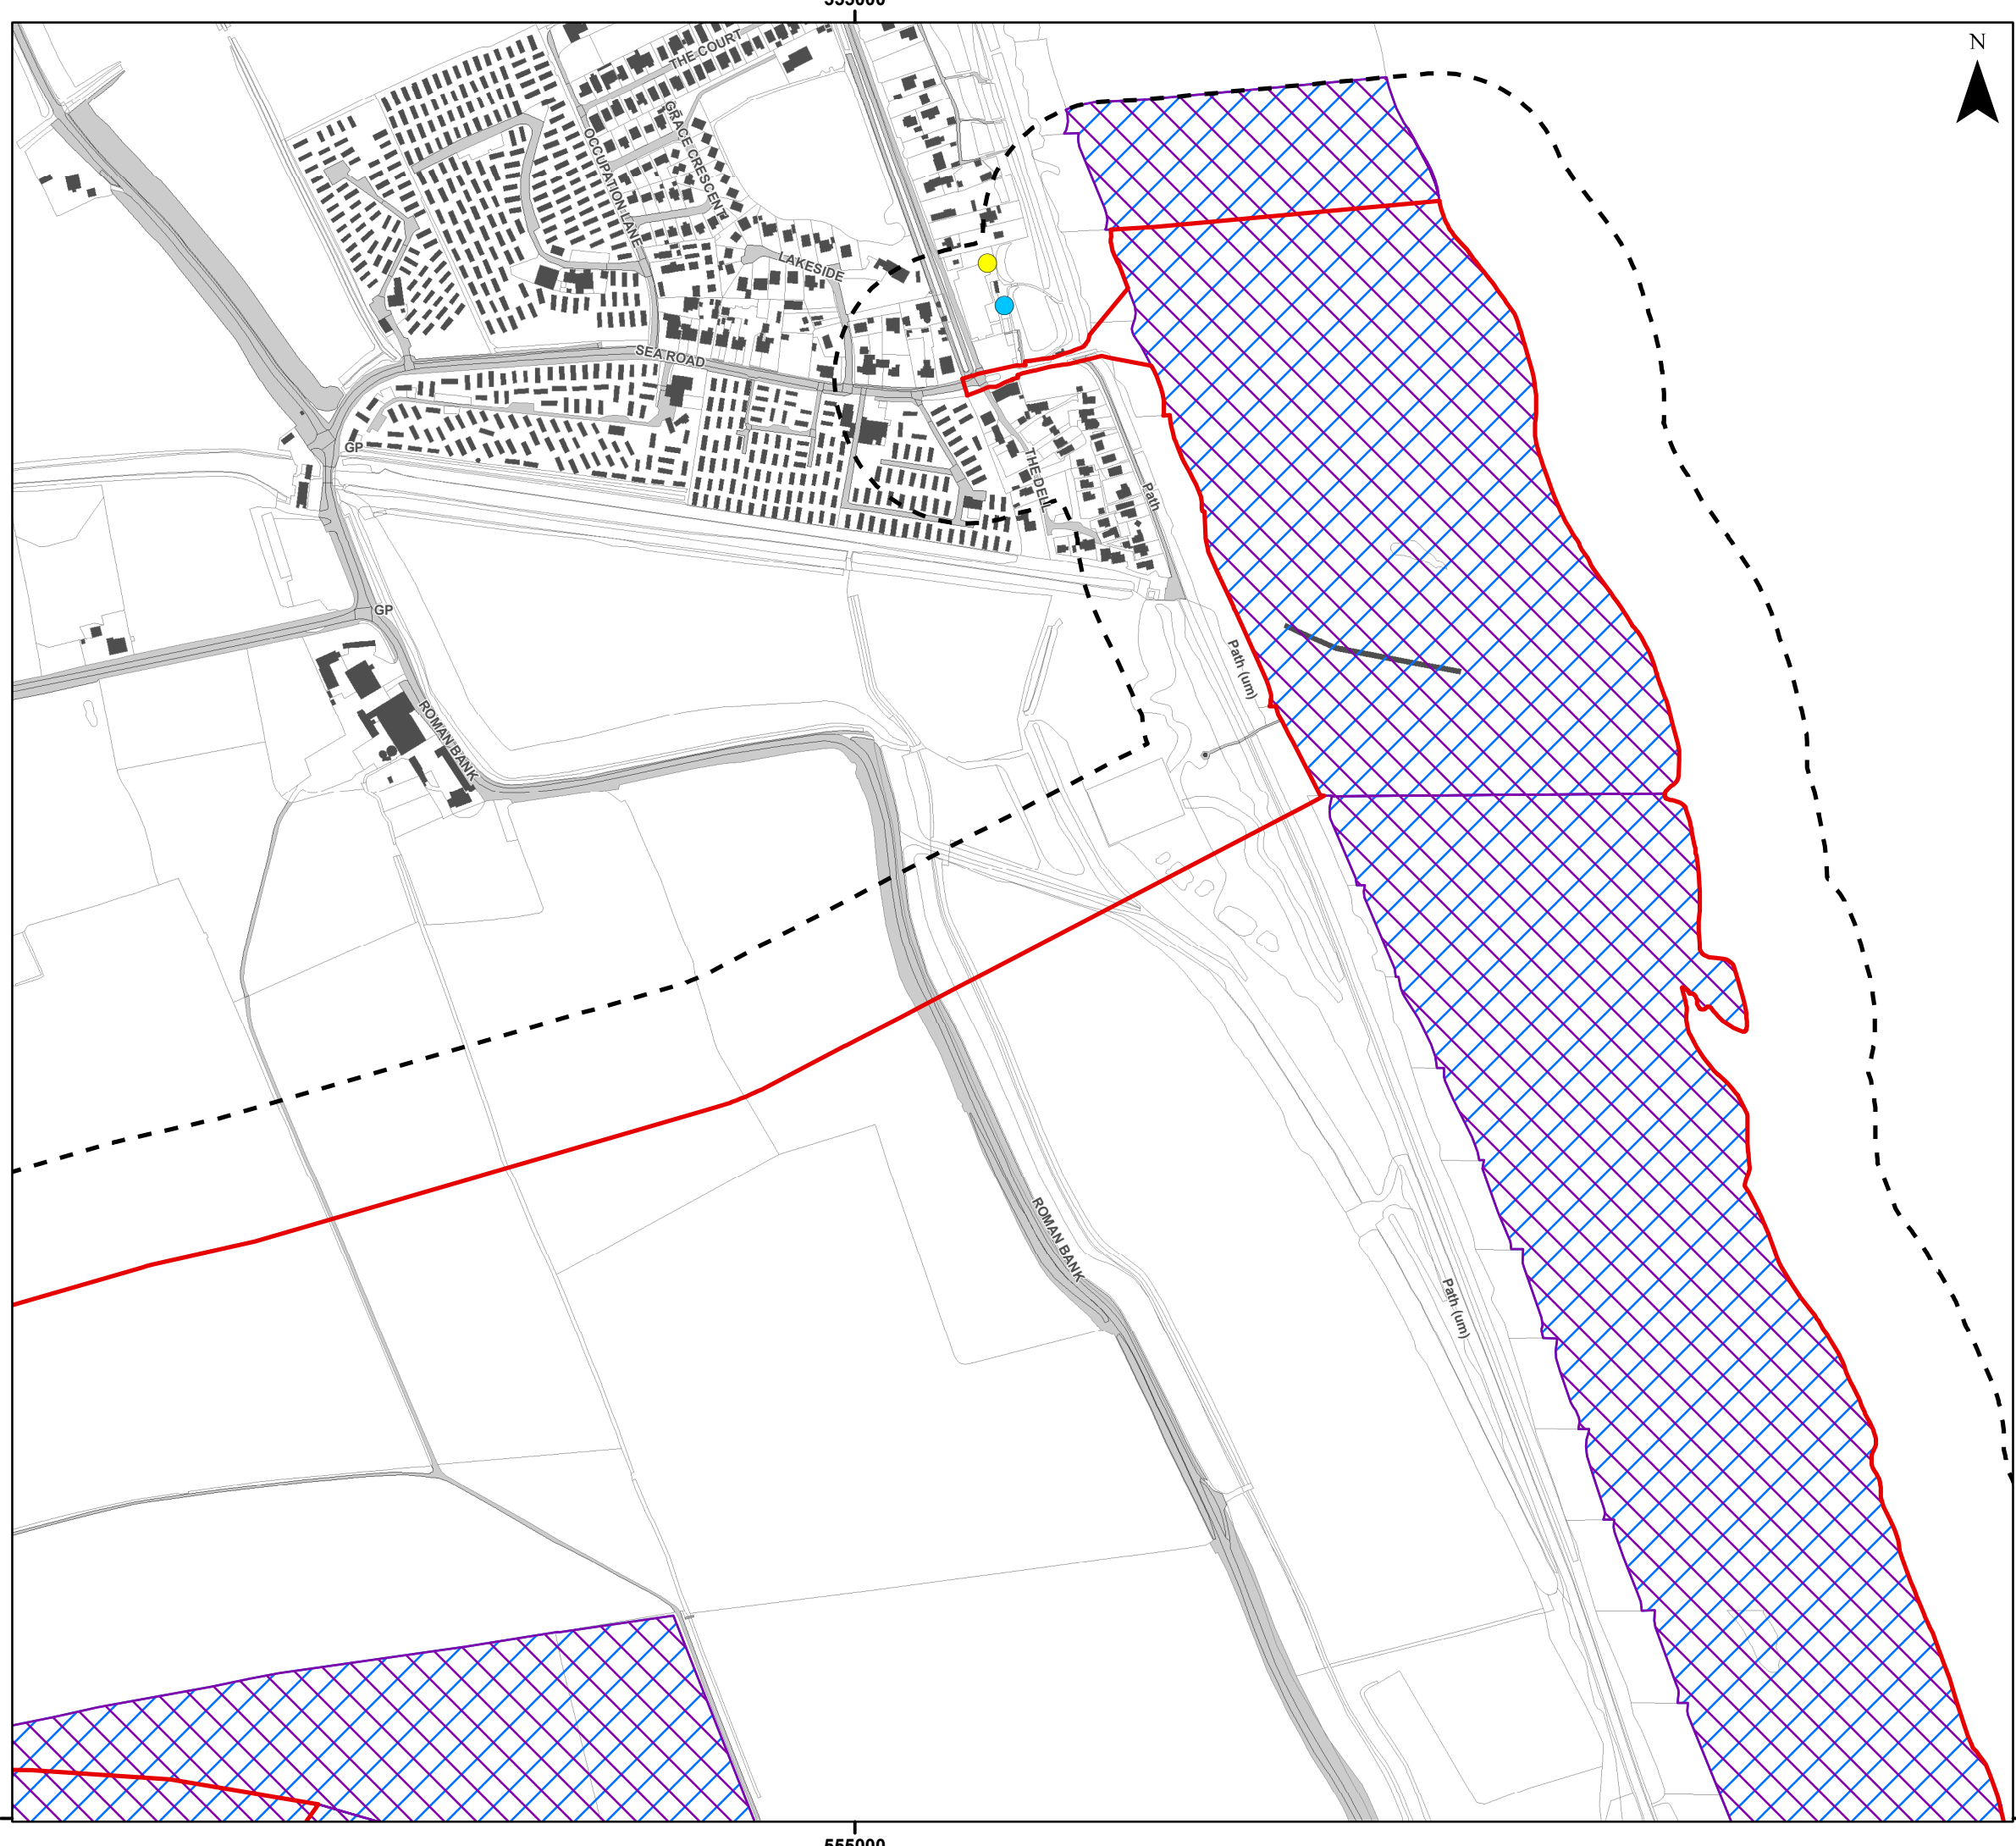 555000
N
THE COURT
GRACE CRESCENT
OCCUPATION LANE
LAKESIDE
SEA ROAD
GP
THE DELL
Path
GP
Path (um)
ROMAN BANK
ROMAN BANK
Path (um)
555000